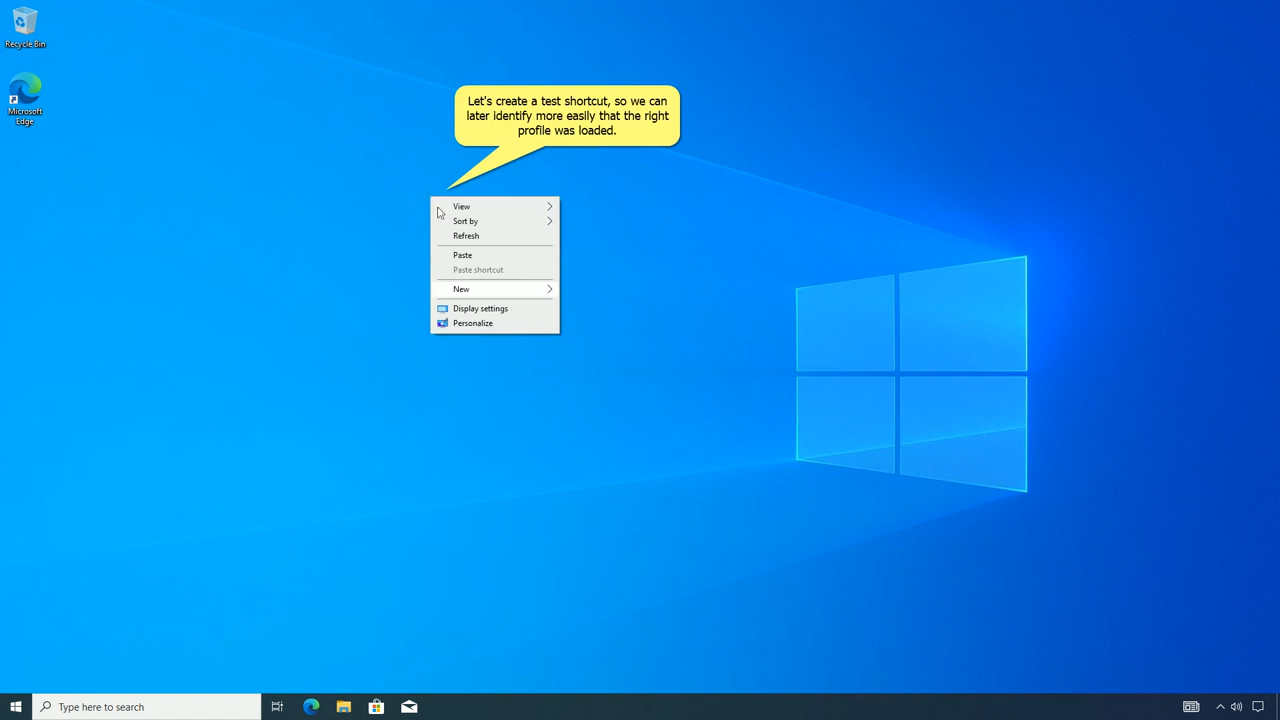 Recycle Bin
Microsoft
Edge
Let's create a test shortcut, so we can
later identify more easily that the right
profile was loaded.
View
Sort by
Refresh
Paste
Paste shortcut
New
Display settings
Personalize
Type here to search